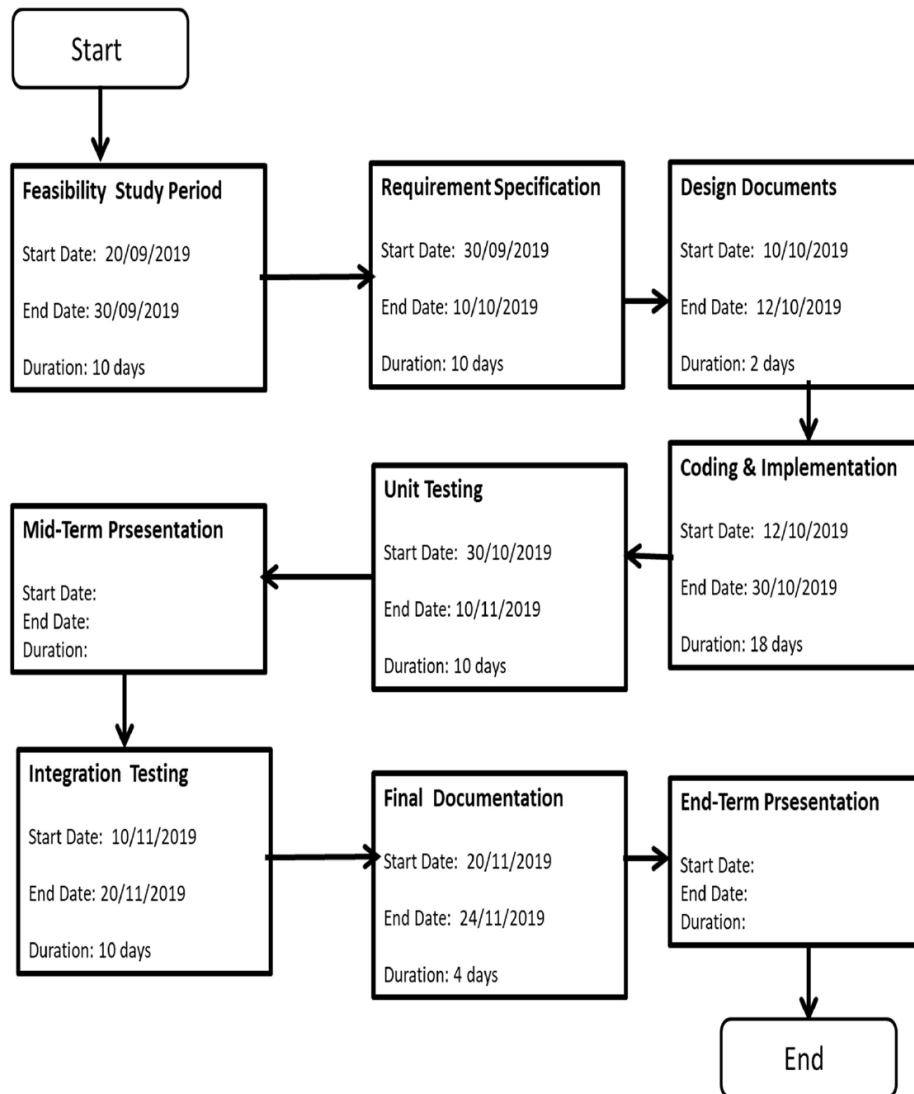 Start
Feasibility Study Period
Start Date: 20/09/2019
End Date: 30/09/2019
Duration: 10 days
Requirement Specification
Start Date: 30/09/2019
End Date: 10/10/2019
Duration: 10 days
Design Documents
Start Date: 10/10/2019
End Date: 12/10/2019
Duration: 2 days
Coding & Implementation
Start Date: 12/10/2019
End Date: 30/10/2019
Duration: 18 days
Unit Testing
Start Date: 30/10/2019
End Date: 10/11/2019
Duration: 10 days
Mid-Term Prsesentation
Start Date:
End Date:
Duration:
Integration Testing
Start Date: 10/11/2019
End Date: 20/11/2019
Duration: 10 days
Final Documentation
Start Date: 20/11/2019
End Date: 24/11/2019
Duration: 4 days
End-Term Prsesentation
Start Date:
End Date:
Duration:
End